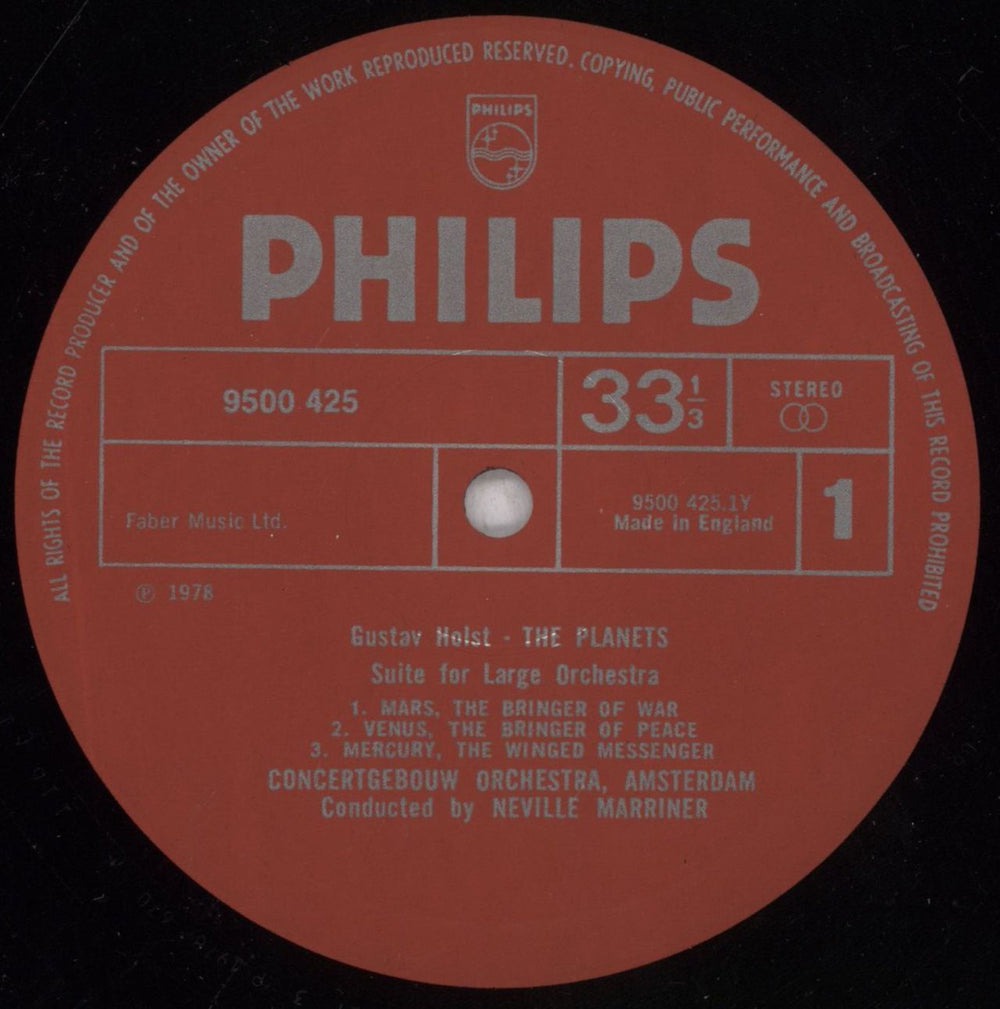 ALL RIGHTS OF THE RECORD PRODUCER AND OF THE OWNER OF THE WORK REPRODUCED RESERVED. COPYING, PUBLIC PERFORMANCE AND BROADCASTING OF THIS RECORD PROHIBITED
PHILIPS
PHILIPS
9500 425
33 1/3
STEREO
Faber Music Ltd.
9500 425.1Y
Made in England
1
℗ 1978
Gustav Holst - THE PLANETS
Suite for Large Orchestra
1. MARS, THE BRINGER OF WAR
2. VENUS, THE BRINGER OF PEACE
3. MERCURY, THE WINGED MESSENGER
CONCERTGEBOUW ORCHESTRA, AMSTERDAM
Conducted by NEVILLE MARRINER